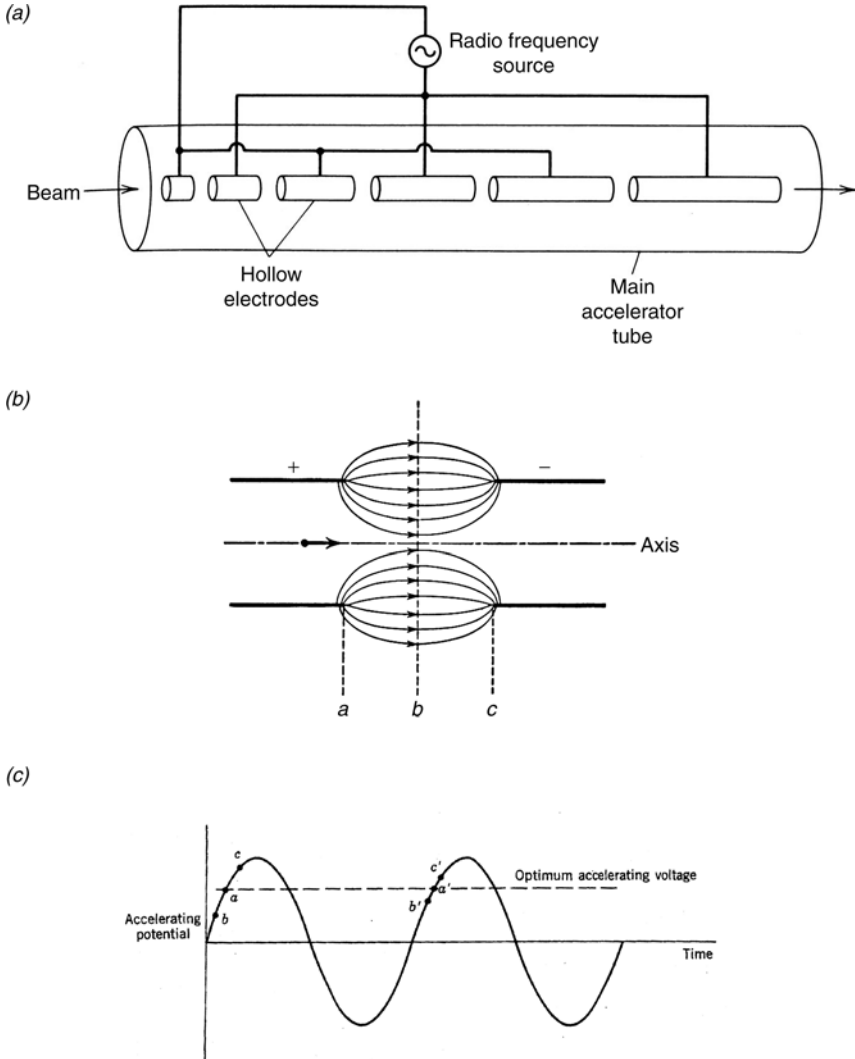 (a)
Radio frequency
source
Beam
Hollow
electrodes
Main
accelerator
tube
(b)
+
−
Axis
a
b
c
(c)
c
a
b
c'
a'
b'
Optimum accelerating voltage
Accelerating
potential
Time